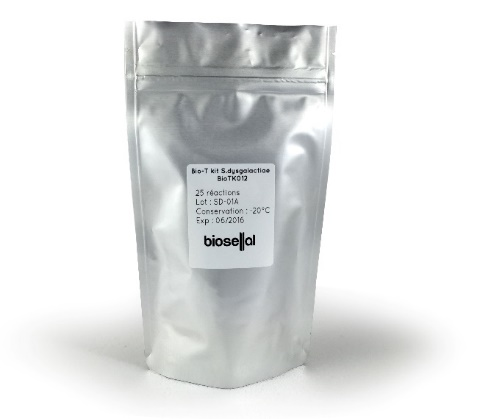 Bio-T kit S.dysgalactiae
BioTK012
25 réactions
Lot : SD-01A
Conservation : -20°C
Exp : 06/2016
biosellal